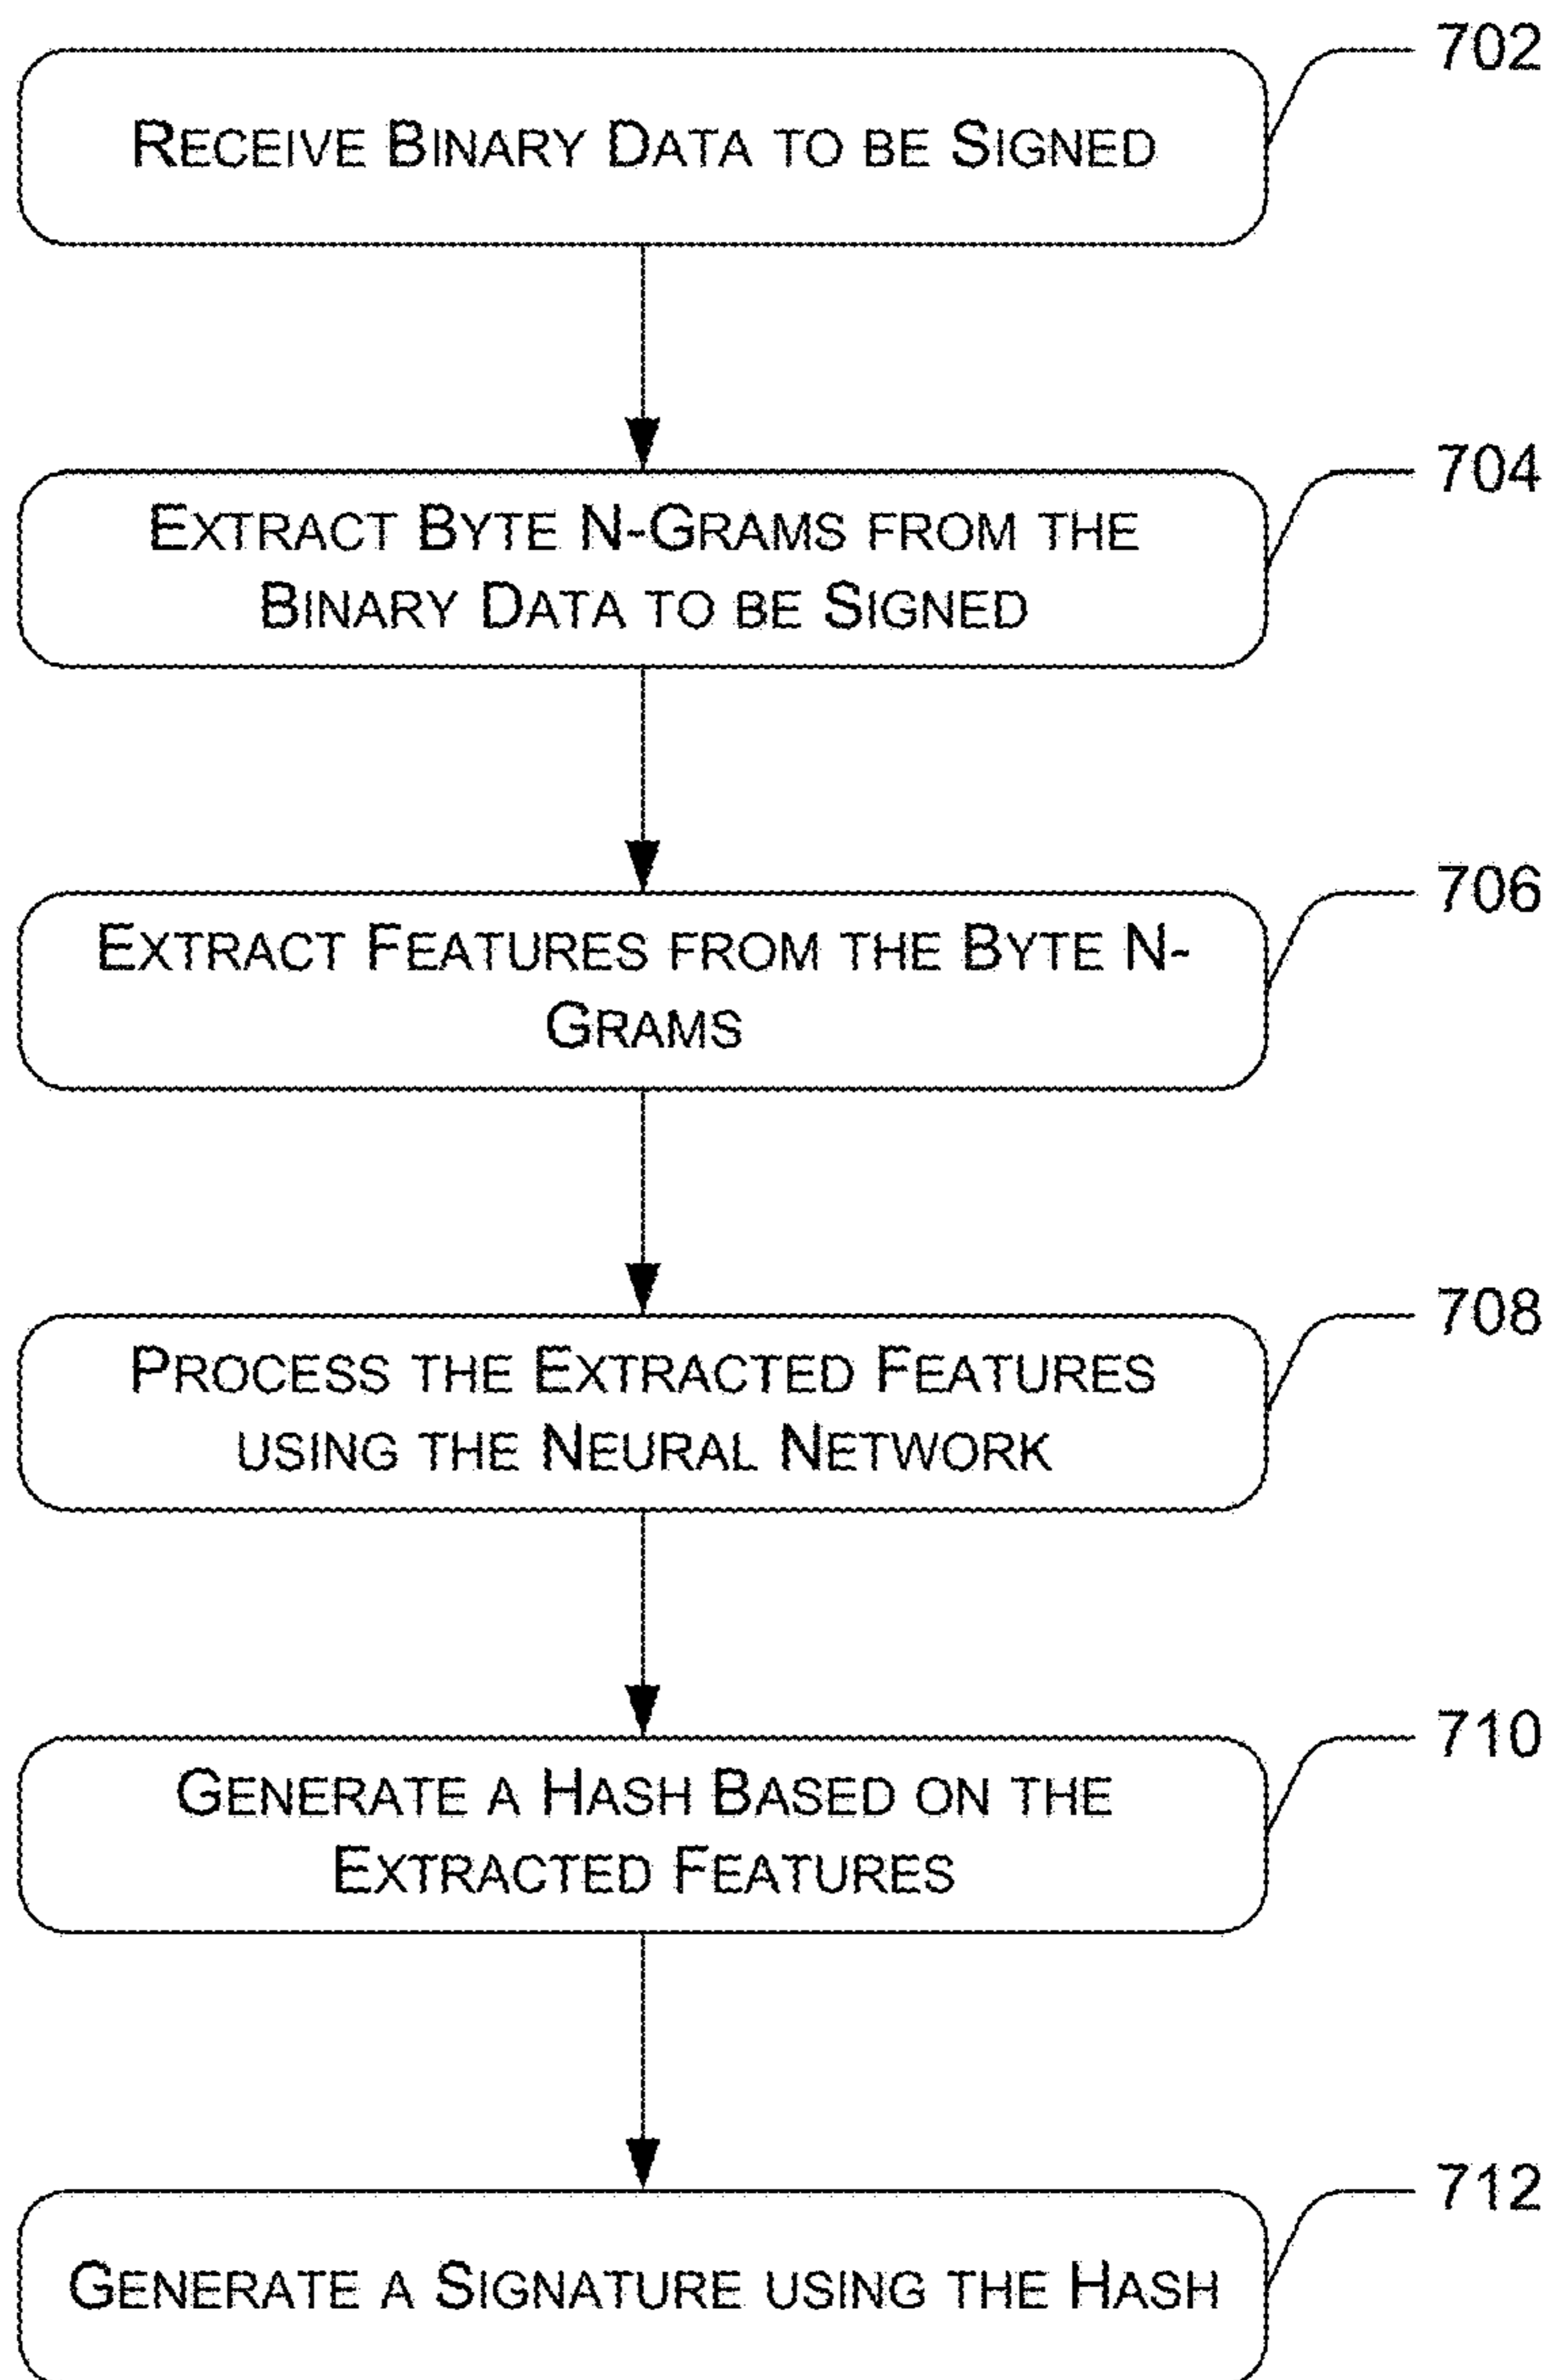 702
RECEIVE BINARY DATA TO BE SIGNED
704
EXTRACT BYTE N-GRAMS FROM THE
BINARY DATA TO BE SIGNED
706
EXTRACT FEATURES FROM THE BYTE N-
GRAMS
708
PROCESS THE EXTRACTED FEATURES
USING THE NEURAL NETWORK
710
GENERATE A HASH BASED ON THE
EXTRACTED FEATURES
712
GENERATE A SIGNATURE USING THE HASH